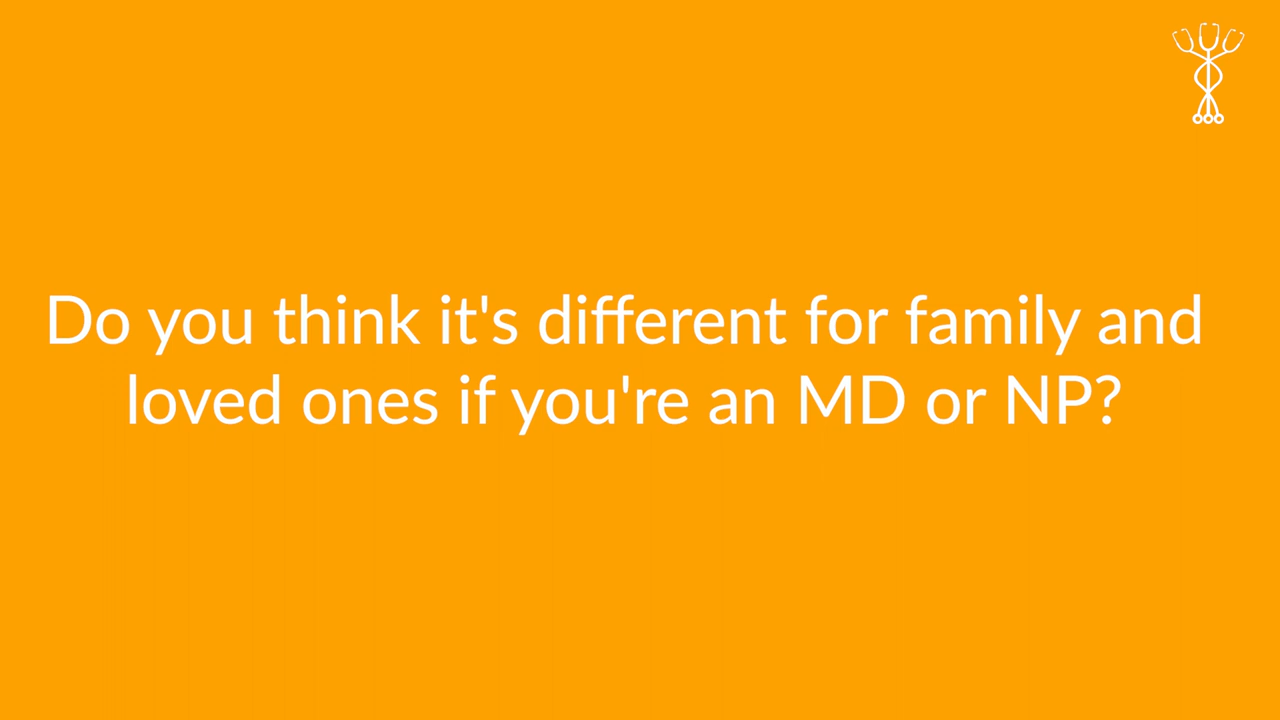 Do you think it's different for family and
loved ones if you're an MD or NP?